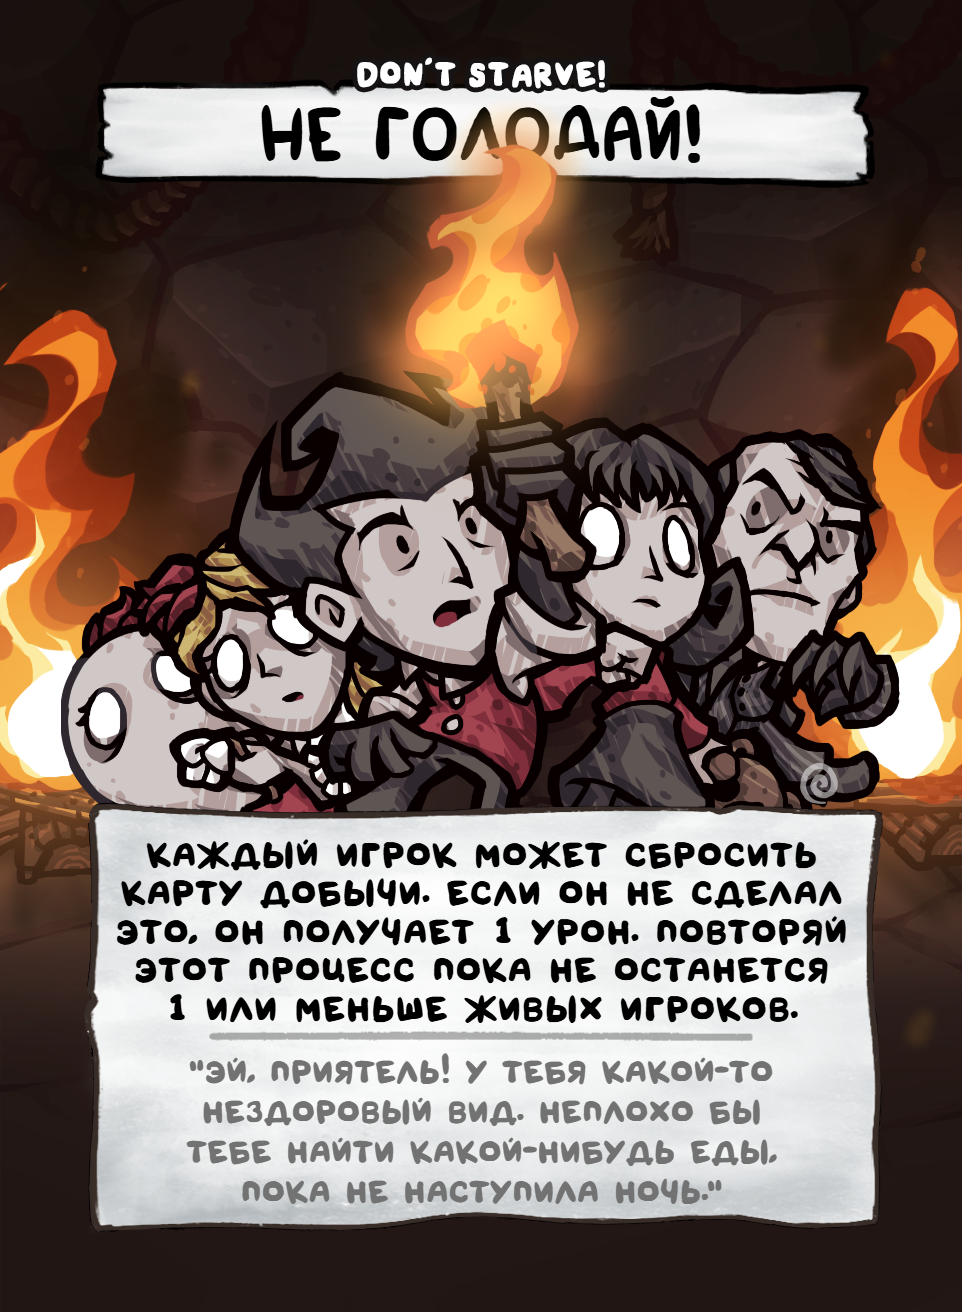 DON'T STARVE!
НЕ ГОЛОДАЙ!
КАЖДЫЙ ИГРОК МОЖЕТ СБРОСИТЬ
КАРТУ ДОБЫЧИ. ЕСЛИ ОН НЕ СДЕЛАЛ
ЭТО, ОН ПОЛУЧАЕТ 1 УРОН. ПОВТОРЯЙ
ЭТОТ ПРОЦЕСС ПОКА НЕ ОСТАНЕТСЯ
1 ИЛИ МЕНЬШЕ ЖИВЫХ ИГРОКОВ.
"ЭЙ, ПРИЯТЕЛЬ! У ТЕБЯ КАКОЙ-ТО
НЕЗДОРОВЫЙ ВИД. НЕПЛОХО БЫ
ТЕБЕ НАЙТИ КАКОЙ-НИБУДЬ ЕДЫ,
ПОКА НЕ НАСТУПИЛА НОЧЬ."